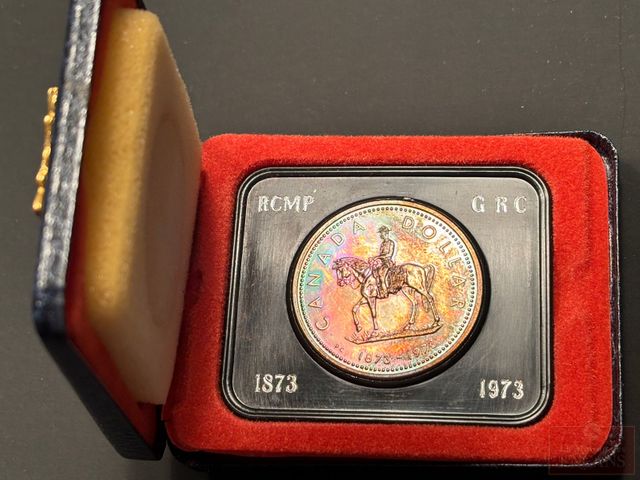 RCMP GRC
CANADA DOLLAR
1873-1973
1873 1973